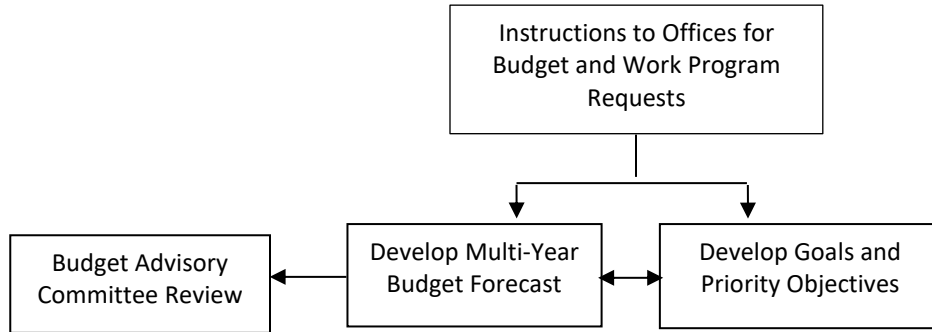 Instructions to Offices for
Budget and Work Program
Requests
Budget Advisory
Committee Review
Develop Multi-Year
Budget Forecast
Develop Goals and
Priority Objectives